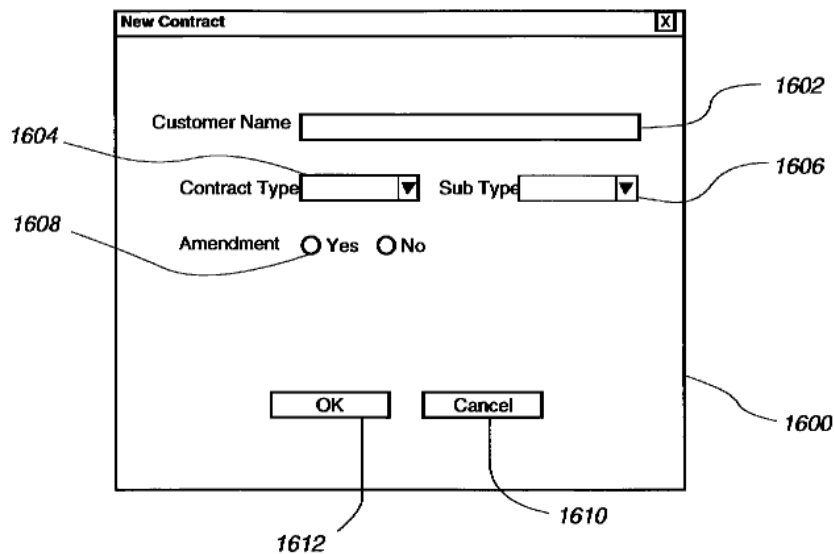 New Contract X
1602
Customer Name
1604
1606
Contract Type Sub Type
1608
Amendment Yes No
OK Cancel
1600
1610
1612